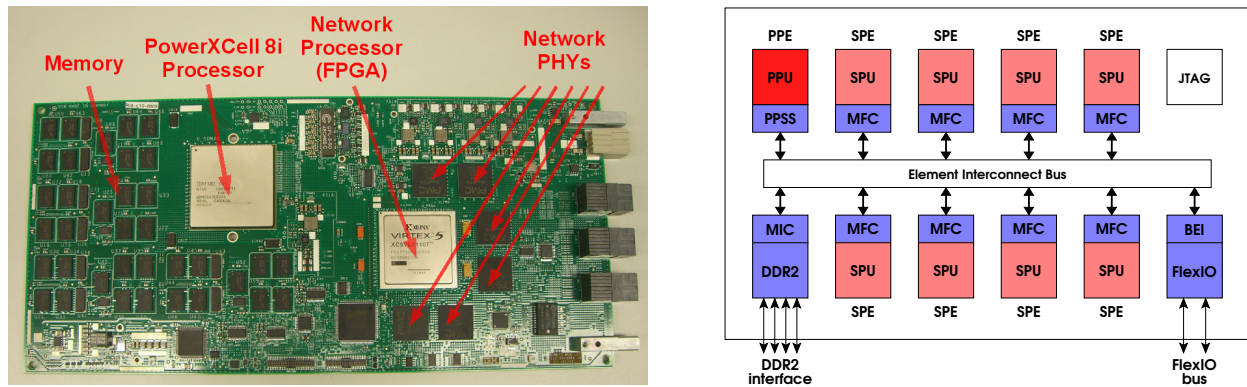 Memory
PowerXCell 8i
Processor
Network
Processor
(FPGA)
Network
PHYs
XILINX
VIRTEX-5
PPE
SPE
SPE
SPE
SPE
PPU
SPU
SPU
SPU
SPU
JTAG
PPSS
MFC
MFC
MFC
MFC
Element Interconnect Bus
MIC
MFC
MFC
MFC
MFC
BEI
DDR2
SPU
SPU
SPU
SPU
FlexIO
SPE
SPE
SPE
SPE
DDR2
interface
FlexIO
bus